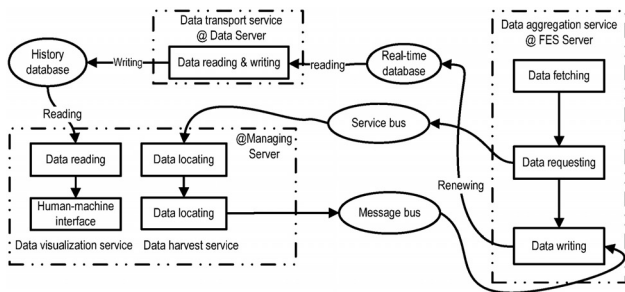 Data transport service
@ Data Server
Data reading & writing
History
database
Writing
reading
Real-time
database
Data aggregation service
@ FES Server
Data fetching
Data requesting
Data writing
Reading
@Managing
Server
Service bus
Data reading
Data locating
Renewing
Human-machine
interface
Data locating
Message bus
Data visualization service
Data harvest service